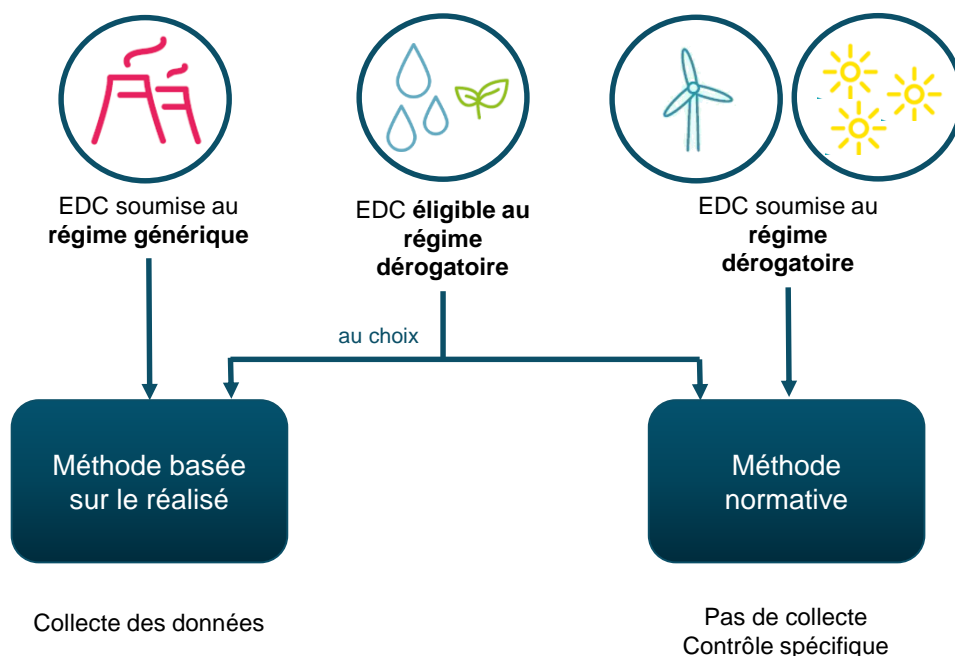 EDC soumise au
régime générique
EDC éligible au
régime
dérogatoire
EDC soumise au
régime
dérogatoire
au choix
Méthode basée
sur le réalisé
Méthode
normative
Collecte des données
Pas de collecte
Contrôle spécifique